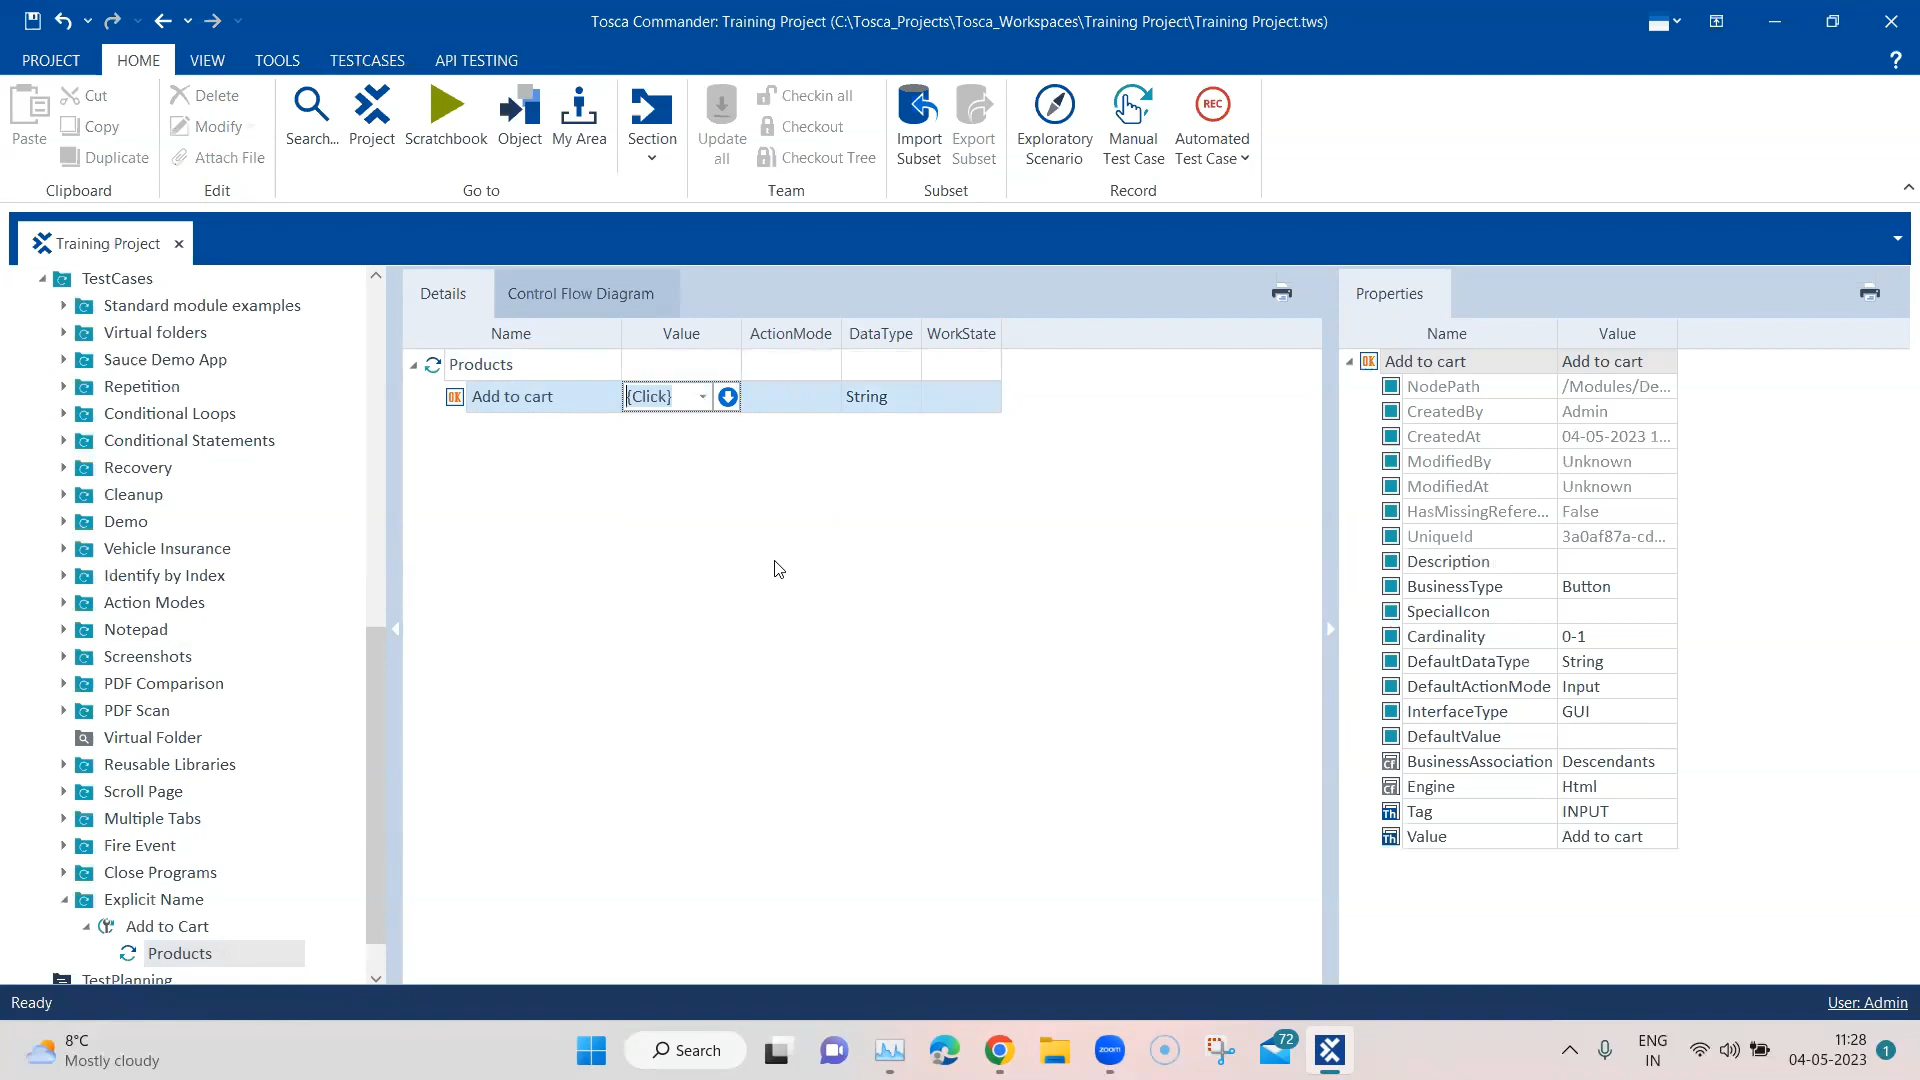 Tosca Commander: Training Project (C:\Tosca_Projects\Tosca_Workspaces\Training Project\Training Project.tws)
PROJECT HOME VIEW TOOLS TESTCASES API TESTING ?
Paste Cut Copy Duplicate
Clipboard
Delete Modify Attach File
Edit
Search... Project Scratchbook Object My Area Section
Go to
Update all Checkin all Checkout Checkout Tree
Team
Import Subset Export Subset
Subset
Exploratory Scenario Manual Test Case REC Automated Test Case
Record
Training Project
TestCases
Standard module examples
Virtual folders
Sauce Demo App
Repetition
Conditional Loops
Conditional Statements
Recovery
Cleanup
Demo
Vehicle Insurance
Identify by Index
Action Modes
Notepad
Screenshots
PDF Comparison
PDF Scan
Virtual Folder
Reusable Libraries
Scroll Page
Multiple Tabs
Fire Event
Close Programs
Explicit Name
Add to Cart
Products
TestPlanning
Details Control Flow Diagram
Name Value ActionMode DataType WorkState
Products
OK Add to cart {Click} String
Properties
Name Value
OK Add to cart Add to cart
NodePath /Modules/De...
CreatedBy Admin
CreatedAt 04-05-2023 1...
ModifiedBy Unknown
ModifiedAt Unknown
HasMissingRefere... False
UniqueId 3a0af87a-cd...
Description
BusinessType Button
SpecialIcon
Cardinality 0-1
DefaultDataType String
DefaultActionMode Input
InterfaceType GUI
DefaultValue
BusinessAssociation Descendants
Engine Html
Tag INPUT
Value Add to cart
Ready User: Admin
8°C
Mostly cloudy
Search
zoom
72
ENG
IN
11:28
04-05-2023
1